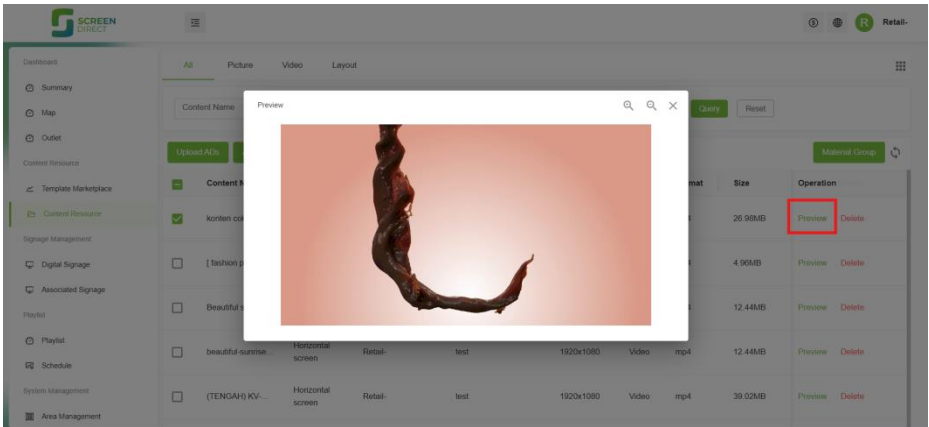 SCREEN
DIRECT
R
Retail-
Dashboard
Summary
Map
Outlet
Content Resource
Template Marketplace
Content Resource
Signage Management
Digital Signage
Associated Signage
Playlist
Playlist
Schedule
System Management
Area Management
All Picture Video Layout
Content Name
Query Reset
Upload ADs
Material Group
Preview
Size Operation
konten
26.98MB Preview Delete
[ fashion
4.96MB Preview Delete
Beautiful
12.44MB Preview Delete
beautiful-sunrise... Horizontal screen Retail- test 1920x1080 Video mp4 12.44MB Preview Delete
(TENGAH) KV-... Horizontal screen Retail- test 1920x1080 Video mp4 39.02MB Preview Delete